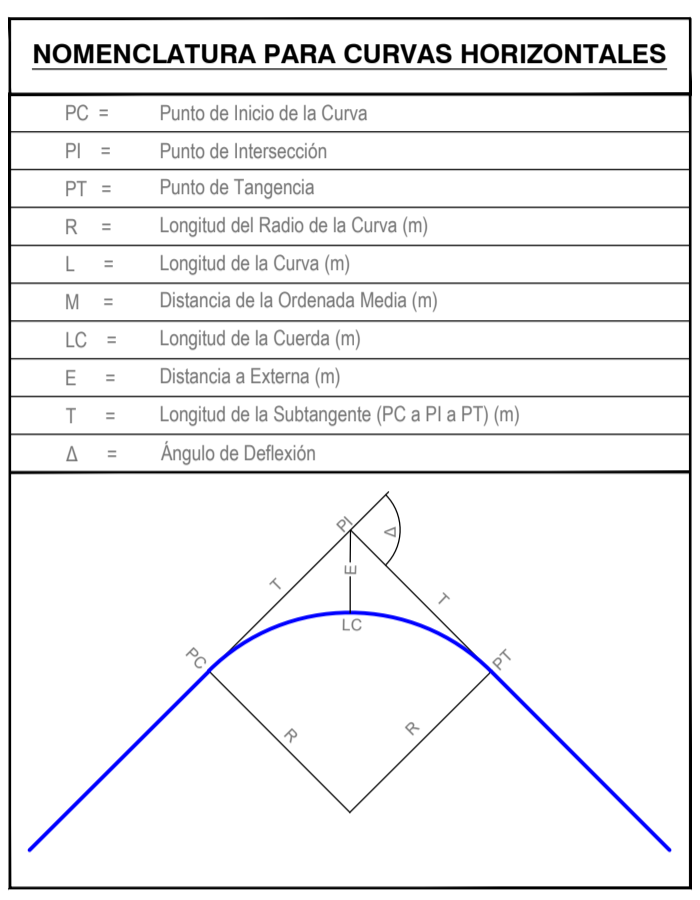 NOMENCLATURA PARA CURVAS HORIZONTALES
PC = Punto de Inicio de la Curva
PI = Punto de Intersección
PT = Punto de Tangencia
R = Longitud del Radio de la Curva (m)
L = Longitud de la Curva (m)
M = Distancia de la Ordenada Media (m)
LC = Longitud de la Cuerda (m)
E = Distancia a Externa (m)
T = Longitud de la Subtangente (PC a PI a PT) (m)
Δ = Ángulo de Deflexión
PI
Δ
E
T
T
LC
PC
PT
R
R